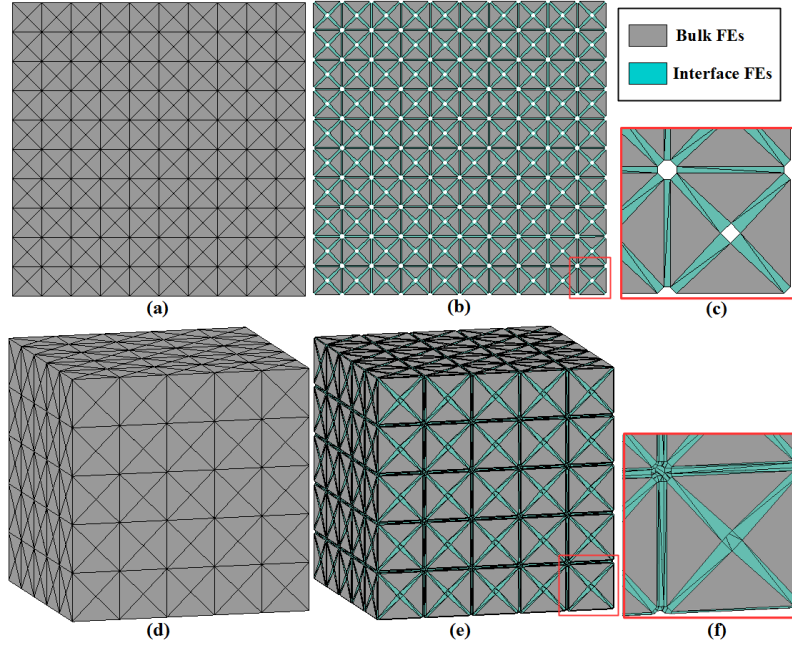 Bulk FEs
Interface FEs
(a)
(b)
(c)
(d)
(e)
(f)